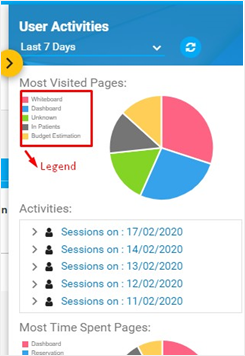 User Activities
Last 7 Days
Most Visited Pages:
Whiteboard
Dashboard
Unknown
In Patients
Budget Estimation
Legend
Activities:
Sessions on : 17/02/2020
Sessions on : 14/02/2020
Sessions on : 13/02/2020
Sessions on : 12/02/2020
Sessions on : 11/02/2020
Most Time Spent Pages:
Dashboard
Reservation